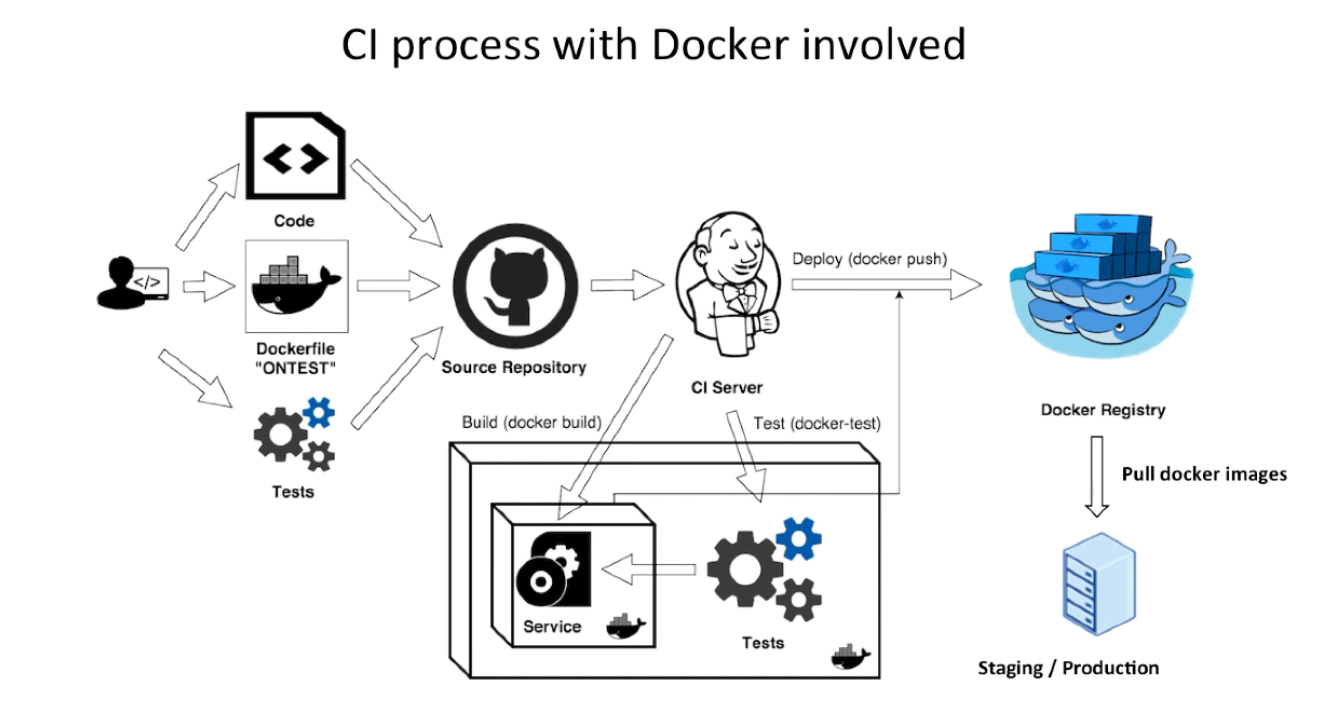 CI process with Docker involved
Code
</>
Dockerfile
"ONTEST"
Tests
Source Repository
CI Server
Deploy (docker push)
Build (docker build)
Test (docker-test)
Service
Tests
Docker Registry
Pull docker images
Staging / Production